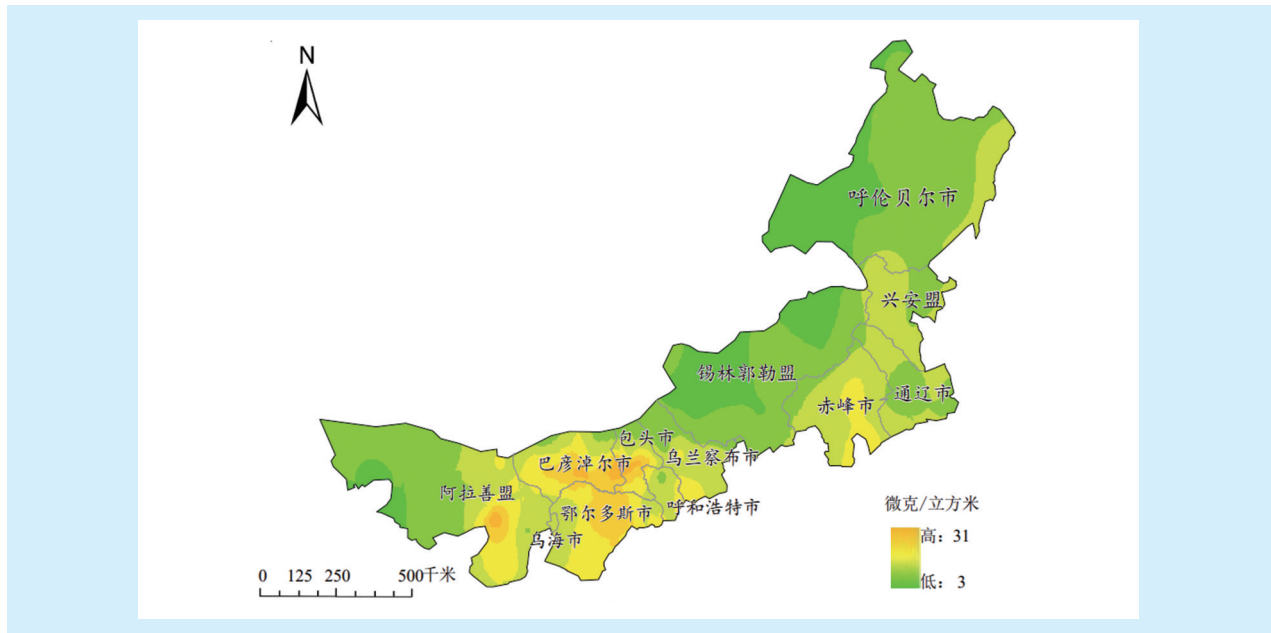 N
呼伦贝尔市
兴安盟
锡林郭勒盟
通辽市
赤峰市
包头市
乌兰察布市
巴彦淖尔市
阿拉善盟
鄂尔多斯市
呼和浩特市
乌海市
微克/立方米
高：31
低：3
0 125 250 500千米